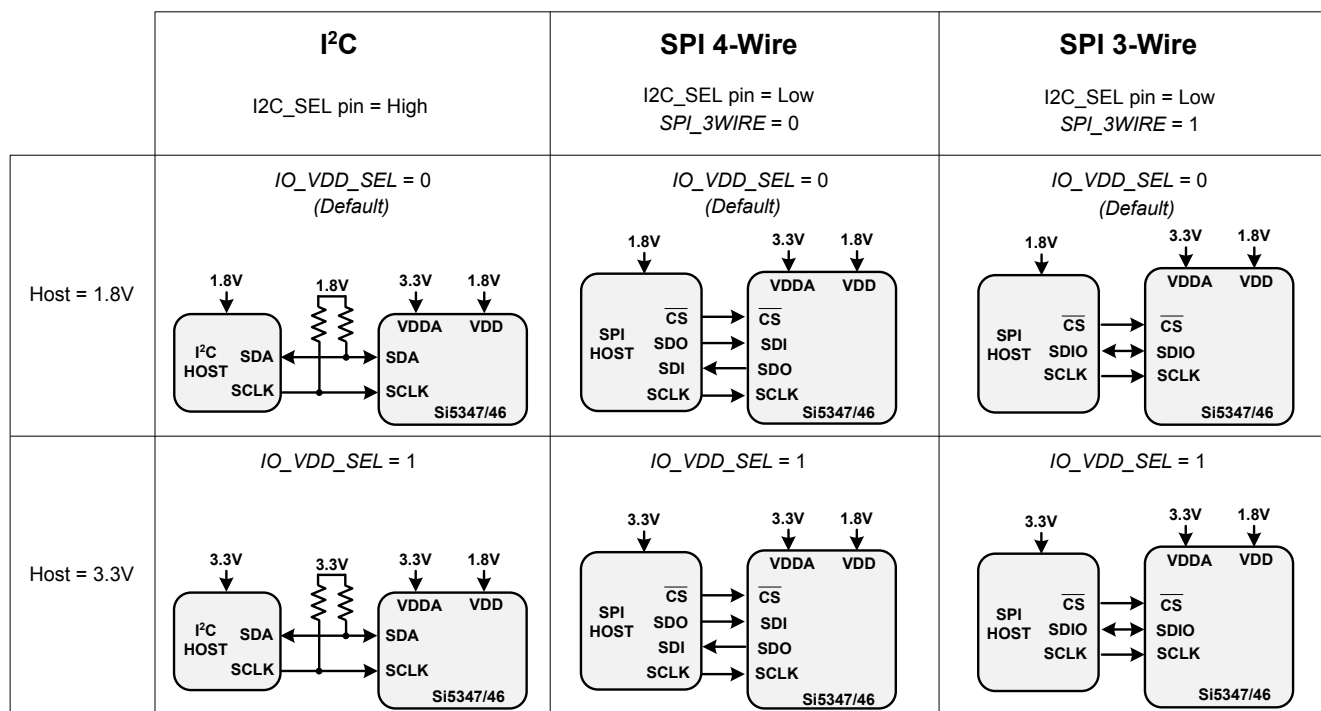 I²C
I2C_SEL pin = High
SPI 4-Wire
I2C_SEL pin = Low
SPI_3WIRE = 0
SPI 3-Wire
I2C_SEL pin = Low
SPI_3WIRE = 1
Host = 1.8V
IO_VDD_SEL = 0
(Default)
1.8V 1.8V 3.3V 1.8V
VDDA VDD
I²C
HOST
SDA SDA
SCLK SCLK
Si5347/46
IO_VDD_SEL = 0
(Default)
1.8V 3.3V 1.8V
VDDA VDD
SPI
HOST
CS CS
SDO SDI
SDI SDO
SCLK SCLK
Si5347/46
IO_VDD_SEL = 0
(Default)
1.8V 3.3V 1.8V
VDDA VDD
SPI
HOST
CS CS
SDIO SDIO
SCLK SCLK
Si5347/46
Host = 3.3V
IO_VDD_SEL = 1
3.3V 3.3V 3.3V 1.8V
VDDA VDD
I²C
HOST
SDA SDA
SCLK SCLK
Si5347/46
IO_VDD_SEL = 1
3.3V 3.3V 1.8V
VDDA VDD
SPI
HOST
CS CS
SDO SDI
SDI SDO
SCLK SCLK
Si5347/46
IO_VDD_SEL = 1
3.3V 3.3V 1.8V
VDDA VDD
SPI
HOST
CS CS
SDIO SDIO
SCLK SCLK
Si5347/46